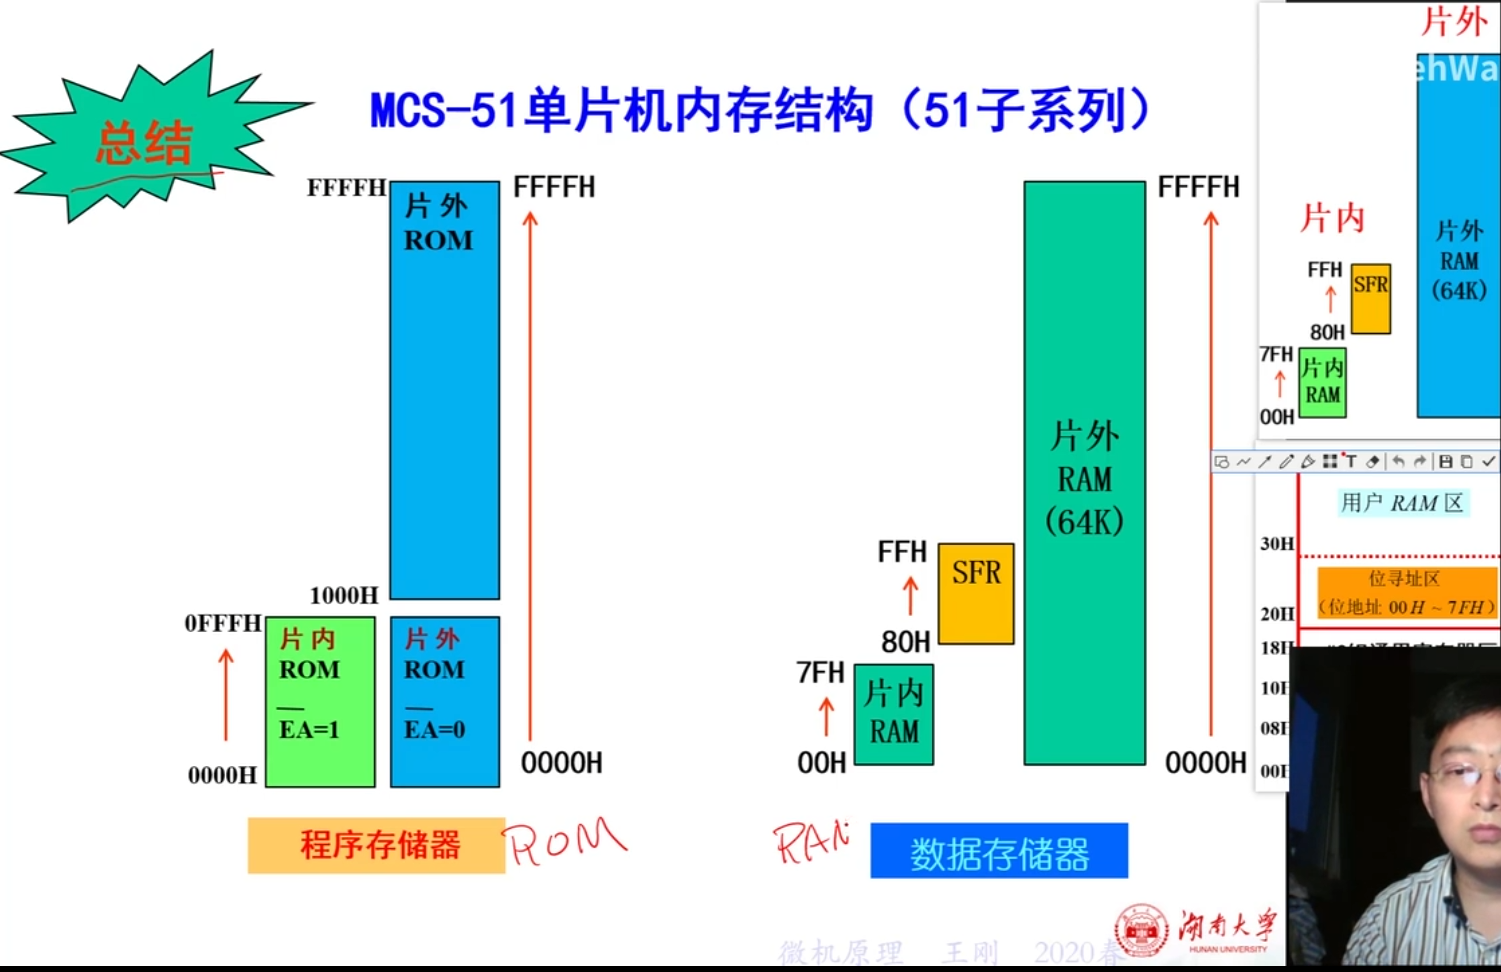 总结
MCS-51单片机内存结构（51子系列）
FFFFH
片 外
ROM
FFFFH
1000H
0FFFH
片 内
ROM
EA=1
0000H
片 外
ROM
EA=0
0000H
程序存储器
ROM
FFFFH
片外
RAM
(64K)
FFH
SFR
80H
7FH
片内
RAM
00H
0000H
RAM
数据存储器
湖南大学
HUNAN UNIVERSITY
微机原理 王刚 2020春
片外
ehWa
片内
片外
RAM
(64K)
FFH
SFR
80H
7FH
片内
RAM
00H
T
用户 RAM 区
30H
位寻址区
(位地址 00H ~ 7FH)
20H
18H
10H
08H
00H